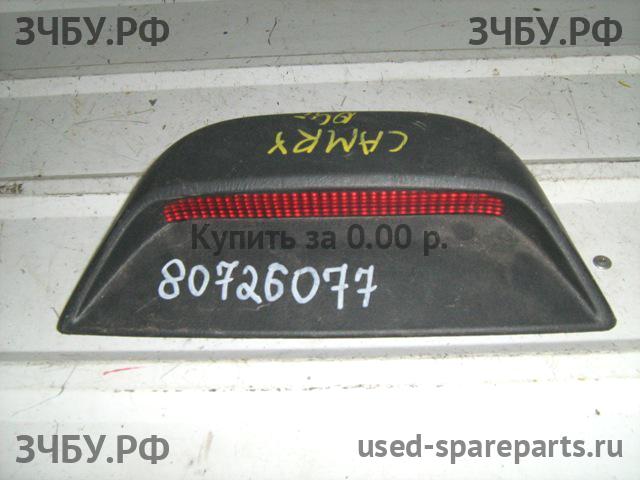 ЗЧБУ.РФ
ЗЧБУ.РФ
CAMRY
Купить за 0.00 р.
80726077
ЗЧБУ.РФ
used-spareparts.ru